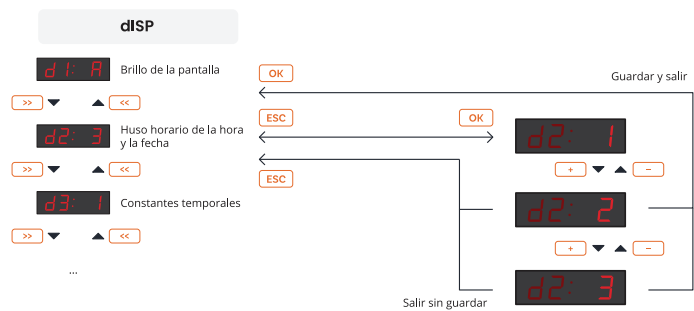 dISP
d1: A
Brillo de la pantalla
OK
Guardar y salir
>> <<
ESC
OK
d2: 3
Huso horario de la hora
y la fecha
d2: 1
>> <<
ESC
+ −
d3: 1
Constantes temporales
d2: 2
>> <<
+ −
...
d2: 3
Salir sin guardar